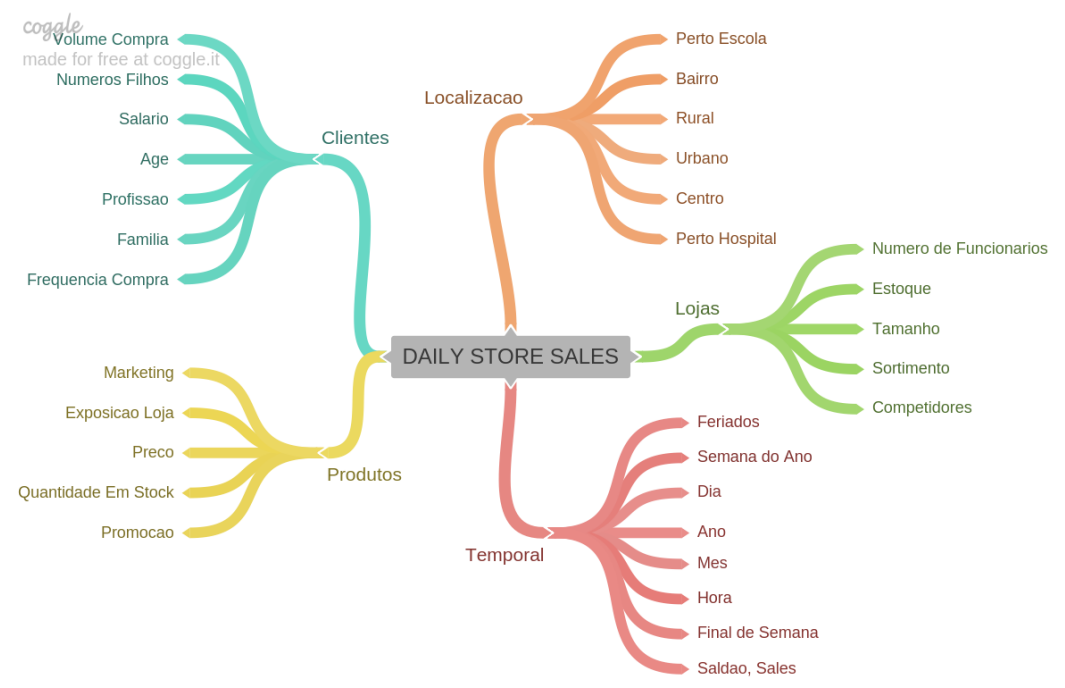 coggle
made for free at coggle.it
Volume Compra
Numeros Filhos
Salario
Age
Profissao
Familia
Frequencia Compra
Clientes
Localizacao
Perto Escola
Bairro
Rural
Urbano
Centro
Perto Hospital
DAILY STORE SALES
Lojas
Numero de Funcionarios
Estoque
Tamanho
Sortimento
Competidores
Marketing
Exposicao Loja
Preco
Quantidade Em Stock
Promocao
Produtos
Temporal
Feriados
Semana do Ano
Dia
Ano
Mes
Hora
Final de Semana
Saldao, Sales